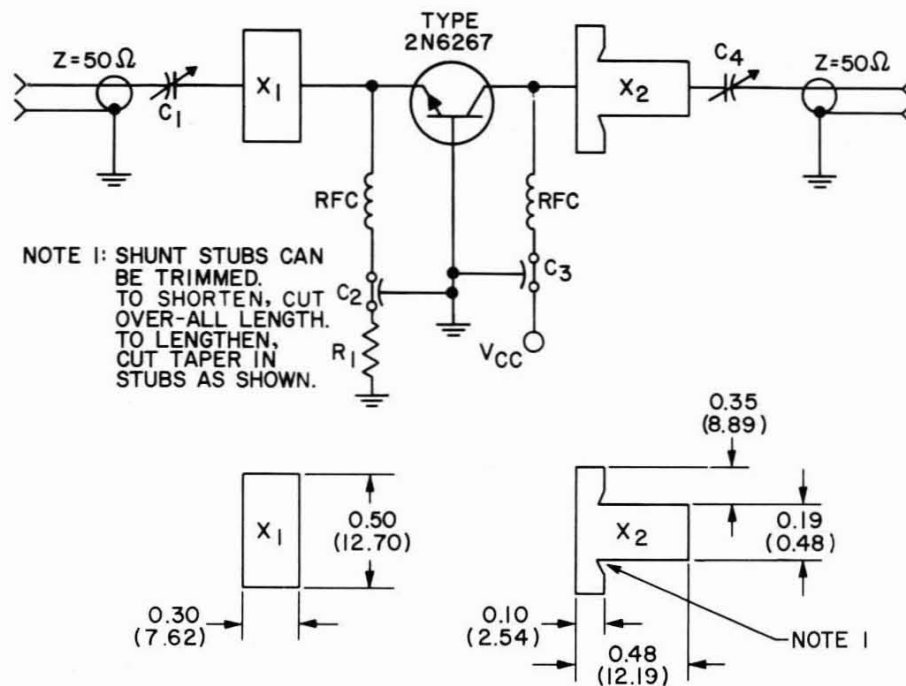 TYPE
2N6267
Z=50Ω
C1
X1
X2
C4
Z=50Ω
RFC
RFC
NOTE 1: SHUNT STUBS CAN
BE TRIMMED.
TO SHORTEN, CUT
OVER-ALL LENGTH.
TO LENGTHEN,
CUT TAPER IN
STUBS AS SHOWN.
C2
C3
R1
VCC
0.35
(8.89)
X1
0.50
(12.70)
X2
0.19
(0.48)
0.30
(7.62)
0.10
(2.54)
0.48
(12.19)
NOTE 1